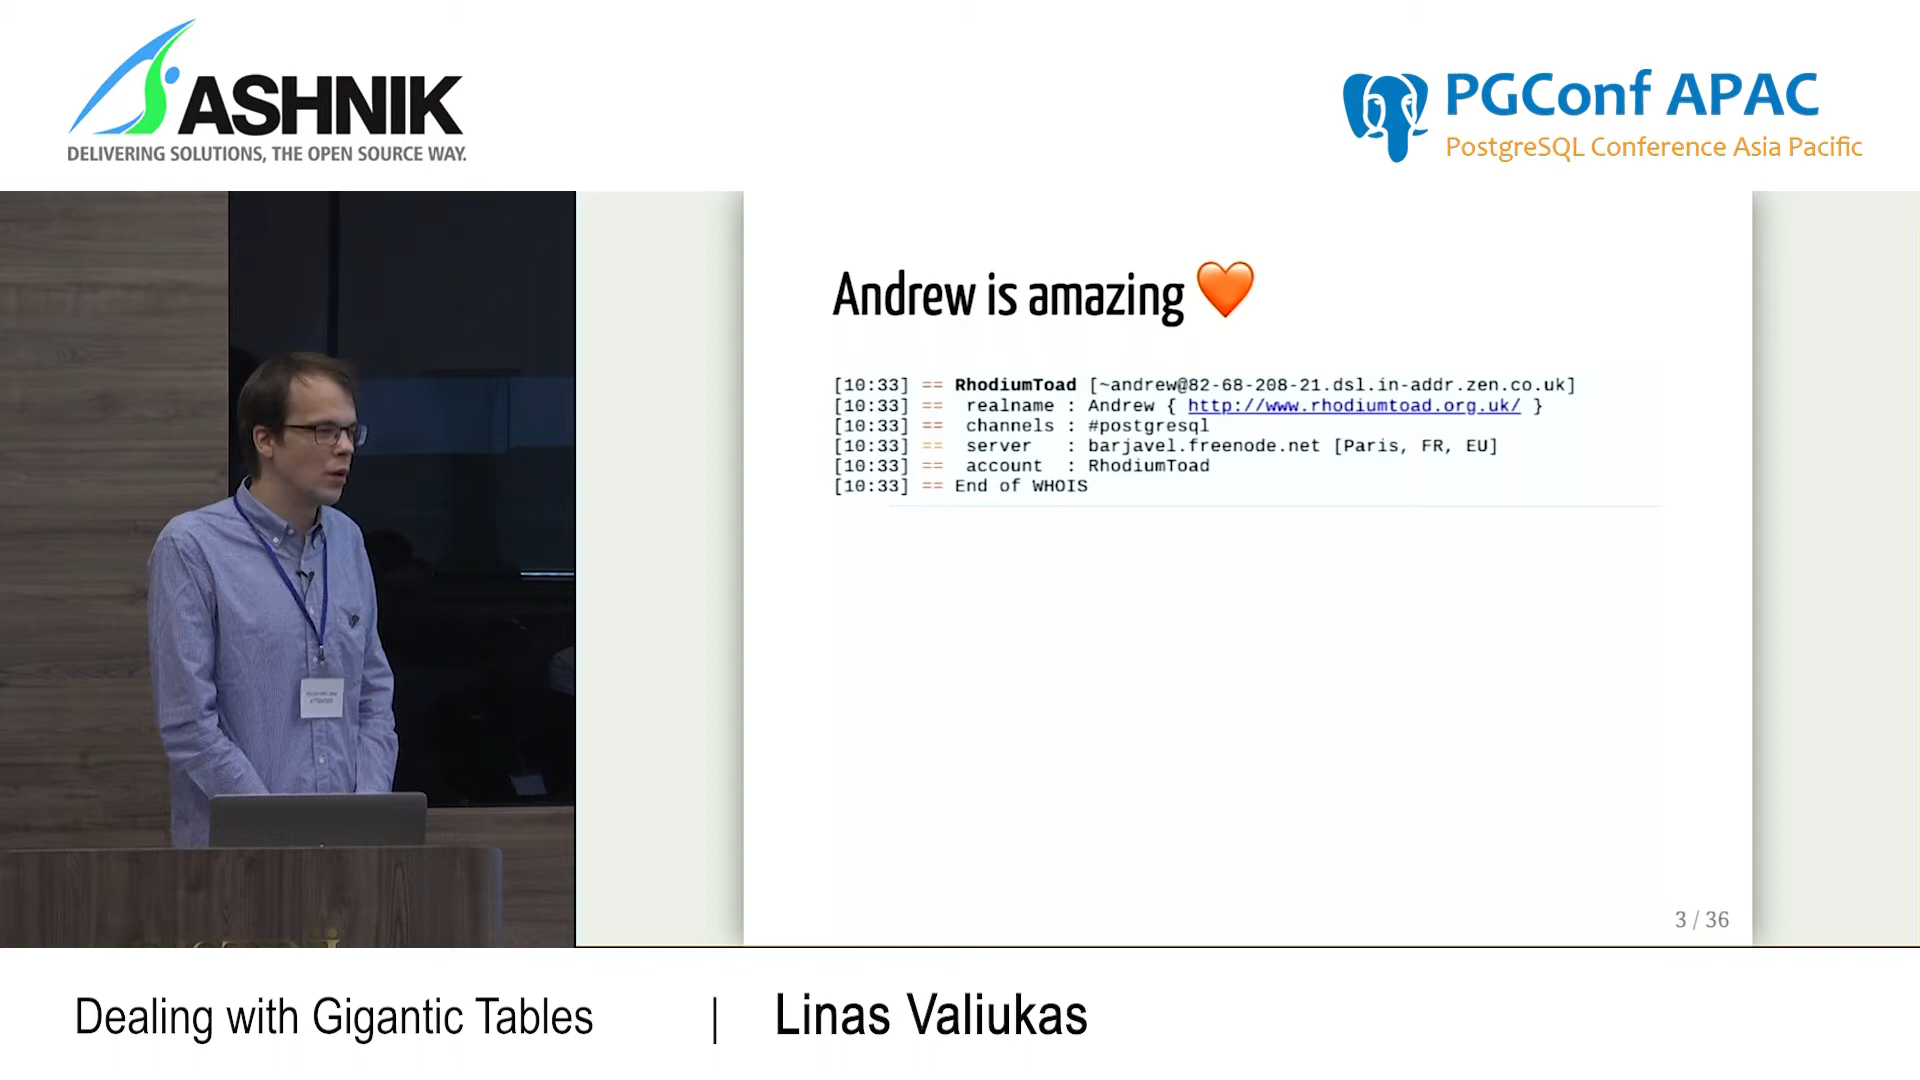 ASHNIK
DELIVERING SOLUTIONS, THE OPEN SOURCE WAY.
PGConf APAC
PostgreSQL Conference Asia Pacific
Andrew is amazing 🧡
[10:33] == RhodiumToad [~andrew@82-68-208-21.dsl.in-addr.zen.co.uk]
[10:33] ==  realname : Andrew { http://www.rhodiumtoad.org.uk/ }
[10:33] ==  channels : #postgresql
[10:33] ==  server   : barjavel.freenode.net [Paris, FR, EU]
[10:33] ==  account  : RhodiumToad
[10:33] == End of WHOIS
3 / 36
Dealing with Gigantic Tables | Linas Valiukas